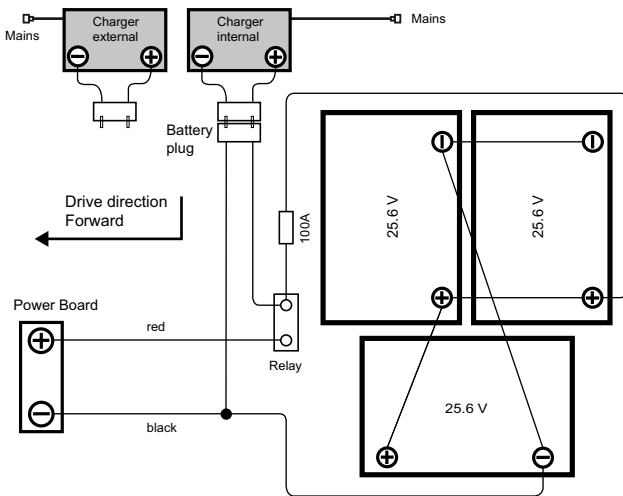 Mains
Charger
external
Charger
internal
Mains
Battery
plug
Drive direction
Forward
100A
25.6 V
25.6 V
Power Board
red
Relay
25.6 V
black